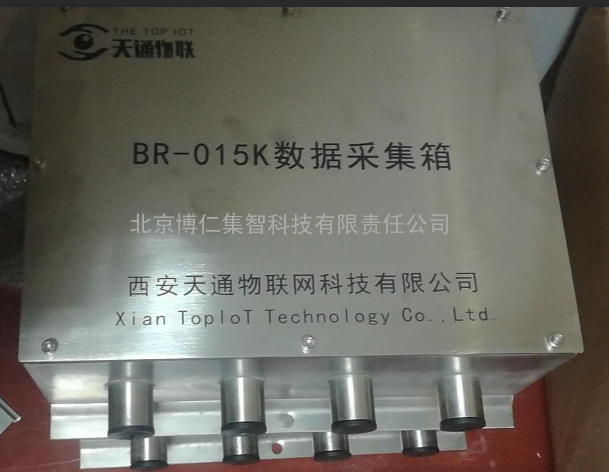 THE TOP IOT
天通物联
BR-015K数据采集箱
北京博仁集智科技有限责任公司
西安天通物联网科技有限公司
Xian TopIoT Technology Co.,Ltd.